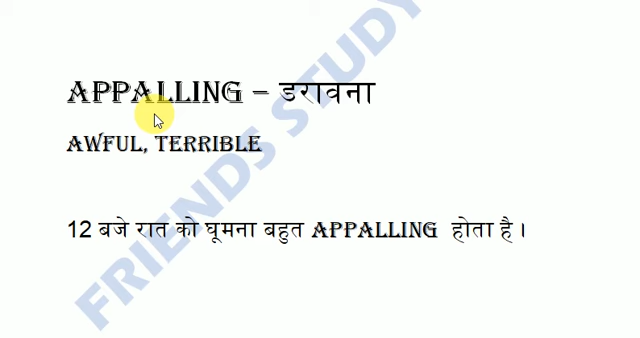 APPALLING – डरावना
AWFUL, TERRIBLE
12 बजे रात को घूमना बहुत APPALLING होता है।
FRIENDS STUDY